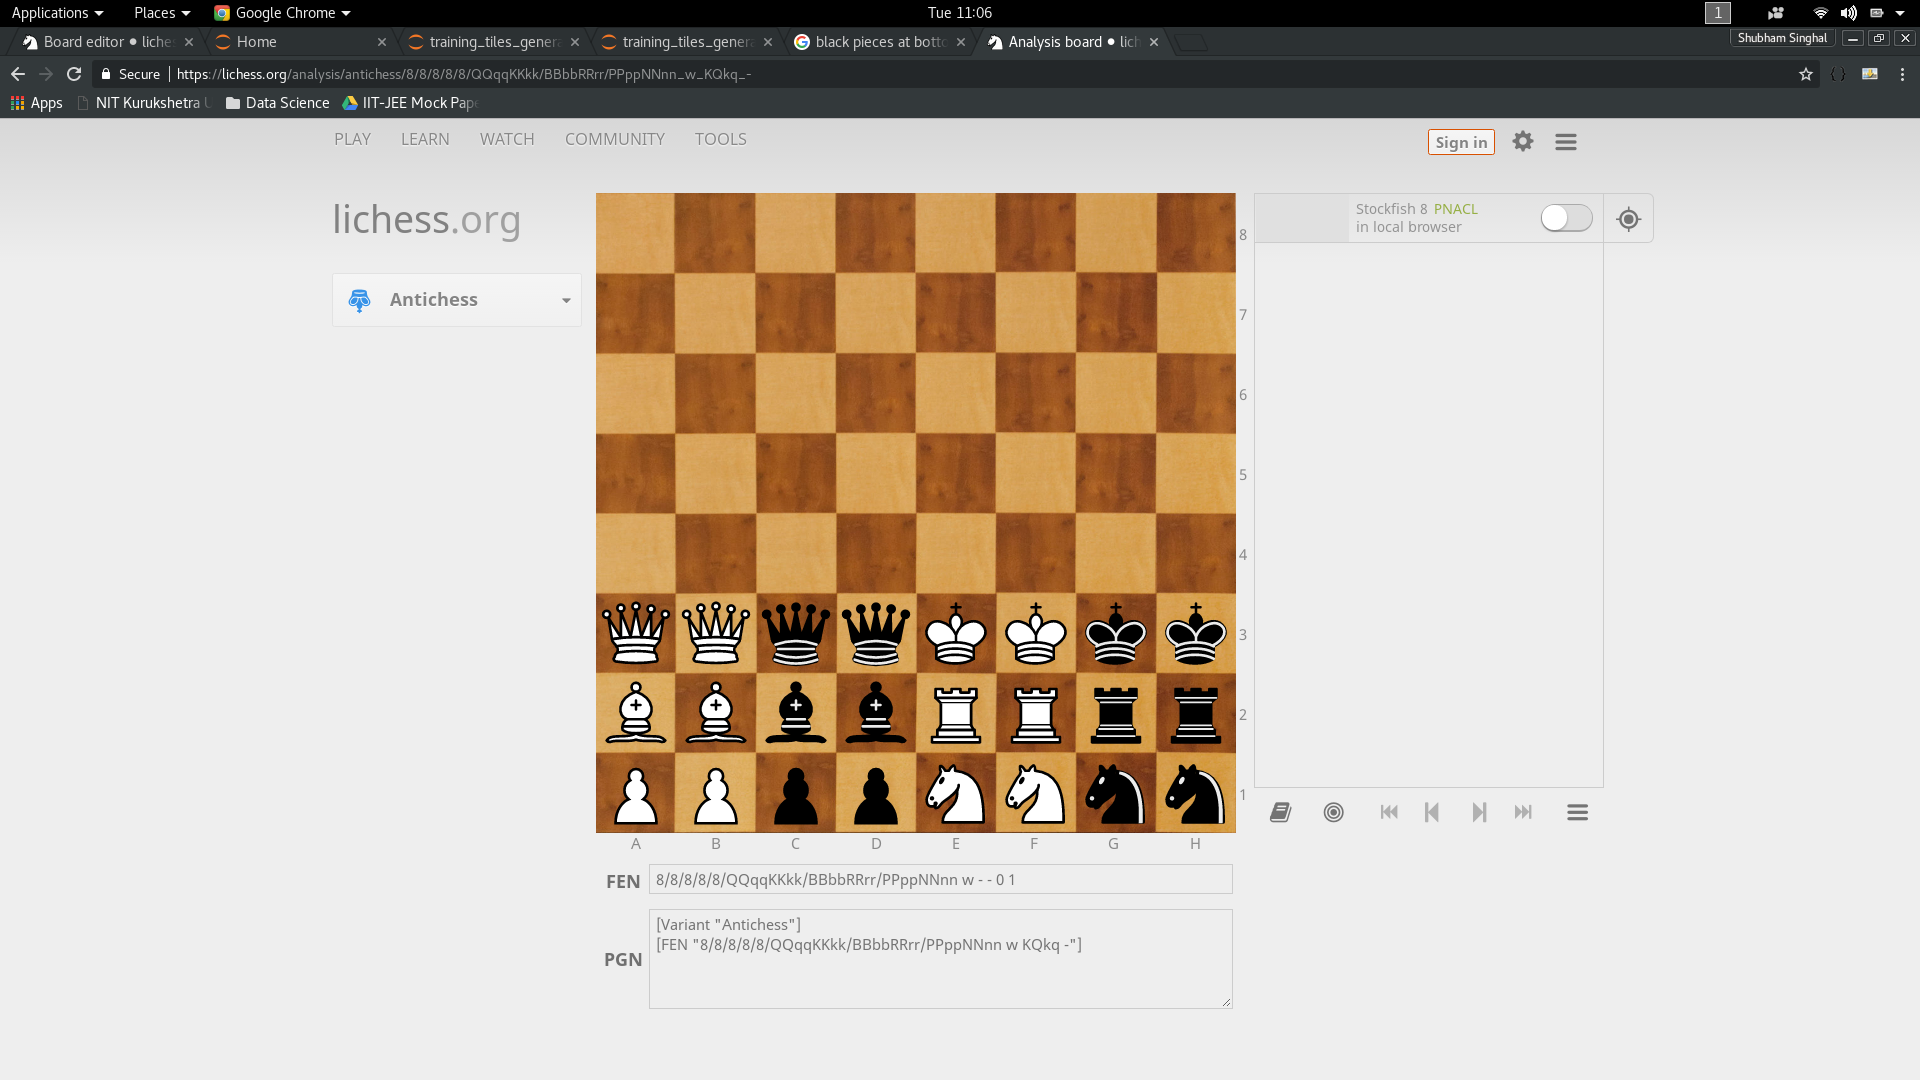 Applications Places Google Chrome Tue 11:06 1
Board editor • liche Home training_tiles_genera training_tiles_genera black pieces at botto Analysis board • lich Shubham Singhal
Secure https://lichess.org/analysis/antichess/8/8/8/8/8/QQqqKKkk/BBbbRRrr/PPppNNnn_w_KQkq_-
Apps NIT Kurukshetra U Data Science IIT-JEE Mock Pape
PLAY LEARN WATCH COMMUNITY TOOLS Sign in
lichess.org
Antichess
Stockfish 8 PNACL
in local browser
8
7
6
5
4
3
2
1
A B C D E F G H
FEN 8/8/8/8/8/QQqqKKkk/BBbbRRrr/PPppNNnn w - - 0 1
PGN [Variant "Antichess"]
[FEN "8/8/8/8/8/QQqqKKkk/BBbbRRrr/PPppNNnn w KQkq -"]